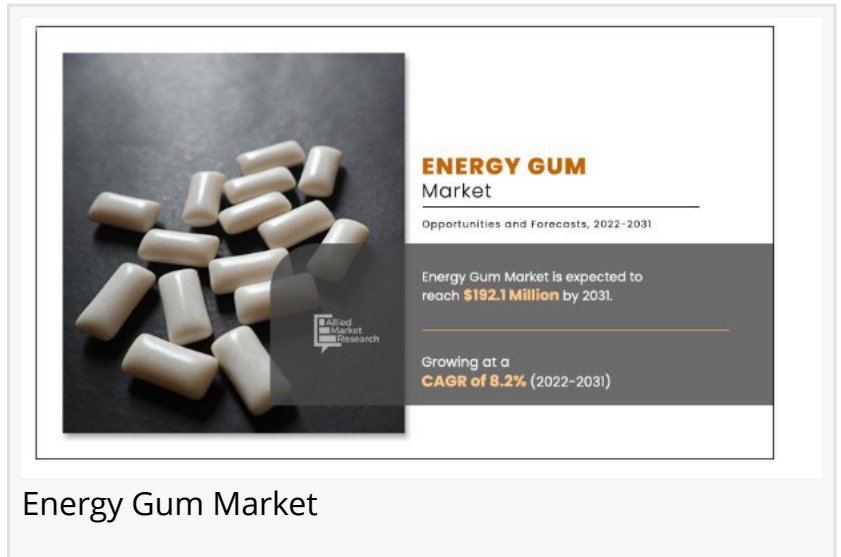 ENERGY GUM
Market
Opportunities and Forecasts, 2022-2031
Energy Gum Market is expected to
reach $192.1 Million by 2031.
Allied
Market
Research
Growing at a
CAGR of 8.2% (2022-2031)
Energy Gum Market